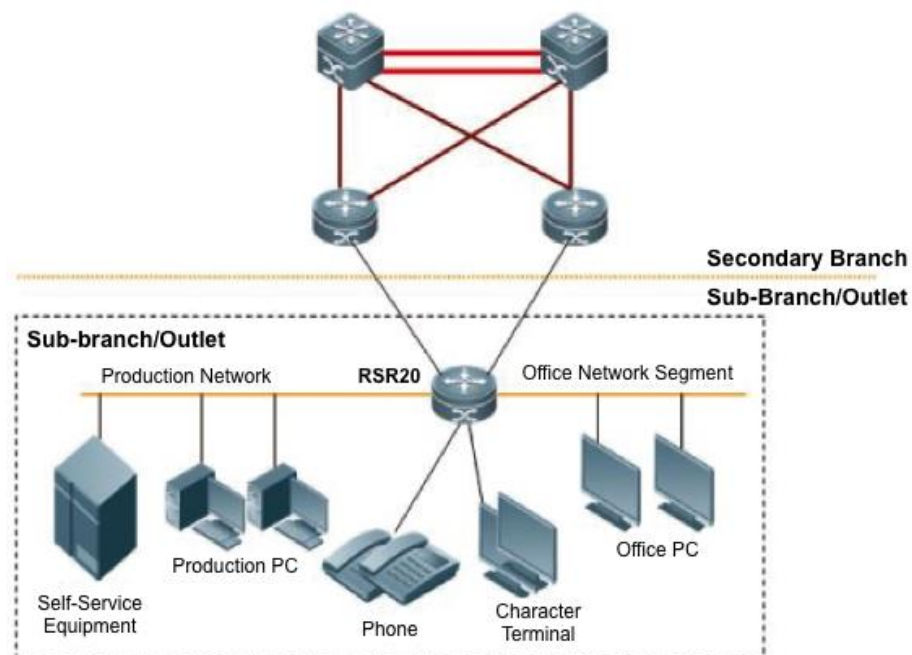 Secondary Branch
Sub-Branch/Outlet
Sub-branch/Outlet
Production Network
RSR20
Office Network Segment
Production PC
Office PC
Self-Service
Equipment
Phone
Character
Terminal